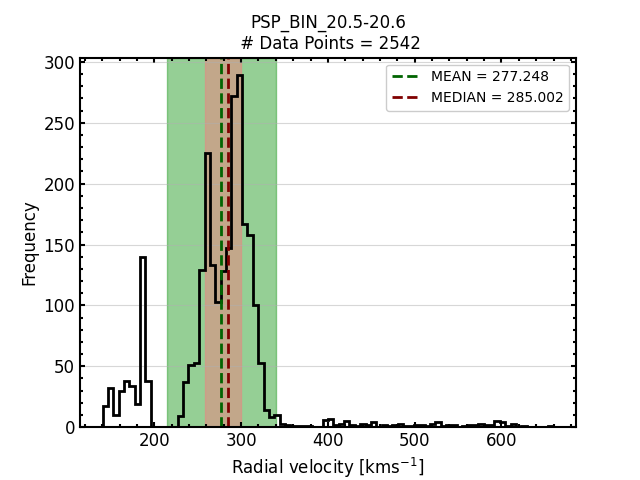 PSP_BIN_20.5-20.6
# Data Points = 2542
MEAN = 277.248
MEDIAN = 285.002
300
250
200
150
100
50
0
Frequency
200 300 400 500 600
Radial velocity [kms⁻¹]